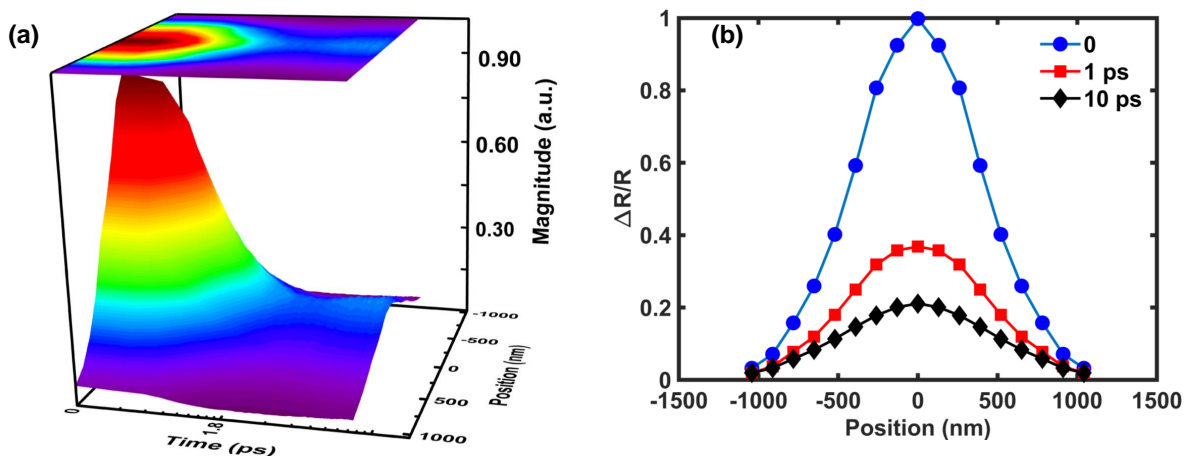 (a)
0.90
0.60
0.30
Magnitude (a.u.)
-1000
-500
0
500
1000
Position (nm)
0
1.8
Time (ps)
(b)
1
0.8
0.6
0.4
0.2
0
ΔR/R
0
1 ps
10 ps
-1500
-1000
-500
0
500
1000
1500
Position (nm)